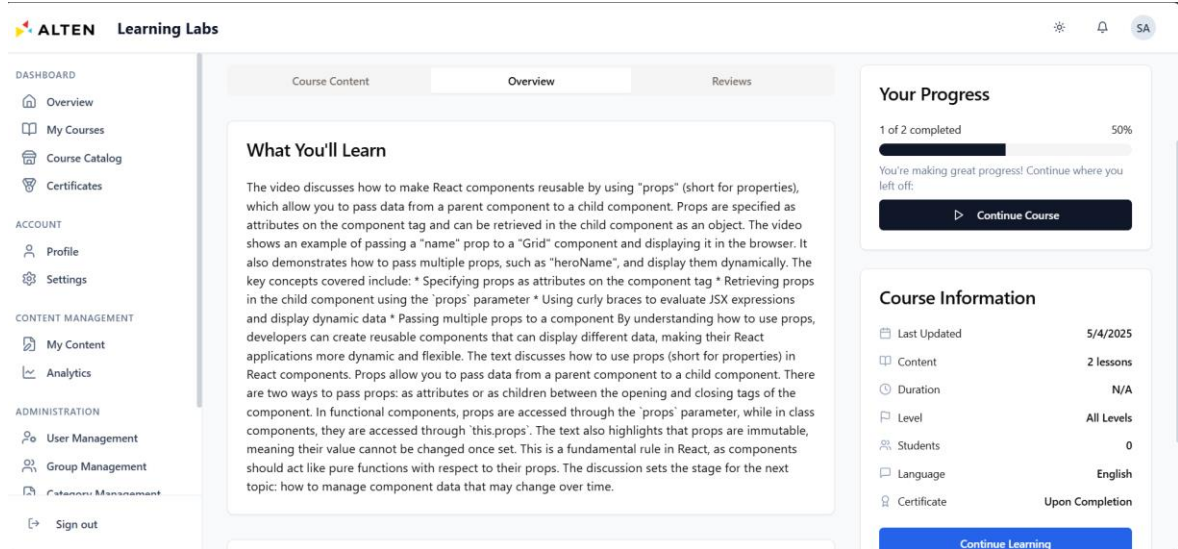 ALTEN Learning Labs
SA
DASHBOARD
Overview
My Courses
Course Catalog
Certificates
ACCOUNT
Profile
Settings
CONTENT MANAGEMENT
My Content
Analytics
ADMINISTRATION
User Management
Group Management
Category Management
Sign out
Course Content
Overview
Reviews
What You'll Learn
The video discusses how to make React components reusable by using "props" (short for properties),
which allow you to pass data from a parent component to a child component. Props are specified as
attributes on the component tag and can be retrieved in the child component as an object. The video
shows an example of passing a "name" prop to a "Grid" component and displaying it in the browser. It
also demonstrates how to pass multiple props, such as "heroName", and display them dynamically. The
key concepts covered include: * Specifying props as attributes on the component tag * Retrieving props
in the child component using the `props` parameter * Using curly braces to evaluate JSX expressions
and display dynamic data * Passing multiple props to a component By understanding how to use props,
developers can create reusable components that can display different data, making their React
applications more dynamic and flexible. The text discusses how to use props (short for properties) in
React components. Props allow you to pass data from a parent component to a child component. There
are two ways to pass props: as attributes or as children between the opening and closing tags of the
component. In functional components, props are accessed through the `props` parameter, while in class
components, they are accessed through `this.props`. The text also highlights that props are immutable,
meaning their value cannot be changed once set. This is a fundamental rule in React, as components
should act like pure functions with respect to their props. The discussion sets the stage for the next
topic: how to manage component data that may change over time.
Your Progress
1 of 2 completed 50%
You're making great progress! Continue where you
left off:
Continue Course
Course Information
Last Updated 5/4/2025
Content 2 lessons
Duration N/A
Level All Levels
Students 0
Language English
Certificate Upon Completion
Continue Learning